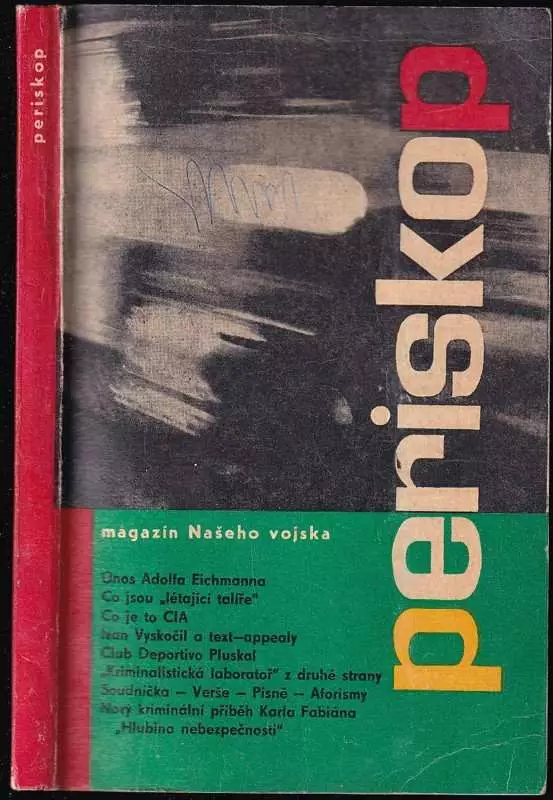 periskop
periskop
magazín Našeho vojska
Únos Adolfa Eichmanna
Co jsou „létající talíře"
Co je to CIA
Ivan Vyskočil a text—appealy
Club Deportivo Pluskal
„Kriminalistická laboratoř" z druhé strany
Soudnička — Verše — Písně — Aforismy
Nový kriminální příběh Karla Fabiána
„Hlubina nebezpečnosti"